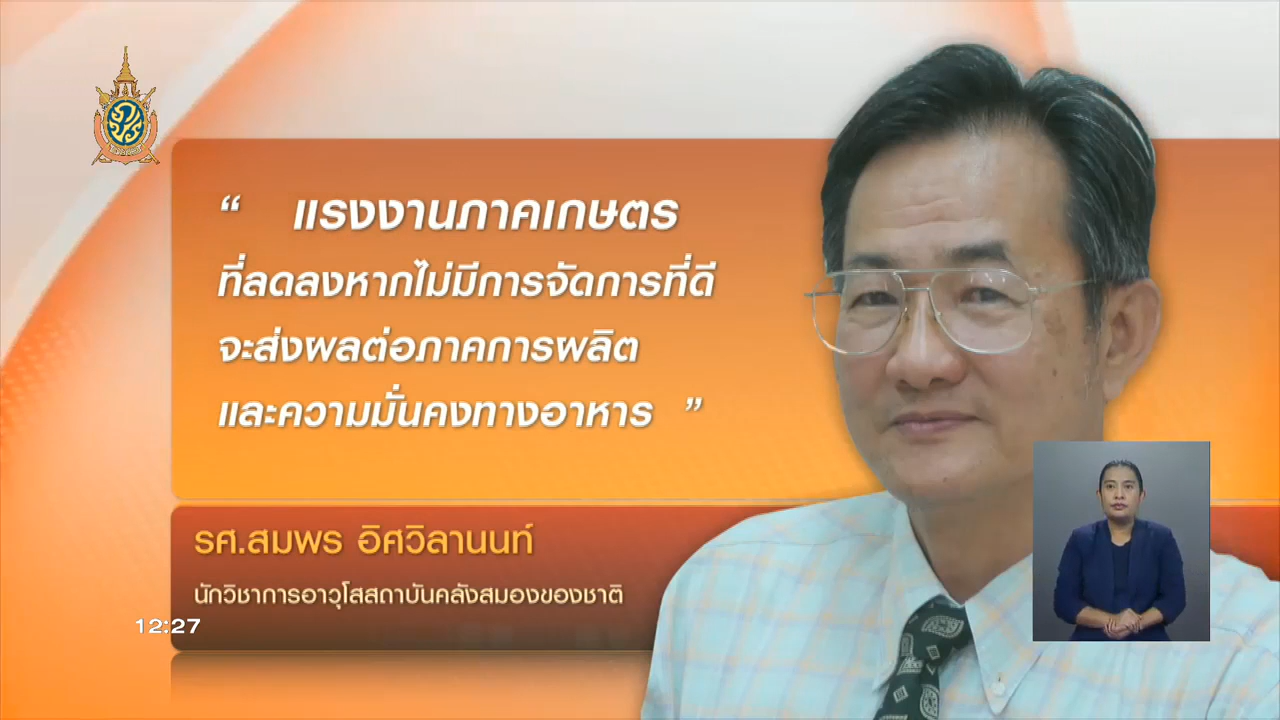 “ แรงงานภาคเกษตร
ที่ลดลงหากไม่มีการจัดการที่ดี
จะส่งผลต่อภาคการผลิต
และความมั่นคงทางอาหาร ”
รศ.สมพร อิศวิลานนท์
นักวิชาการอาวุโสสถาบันคลังสมองของชาติ
12:27